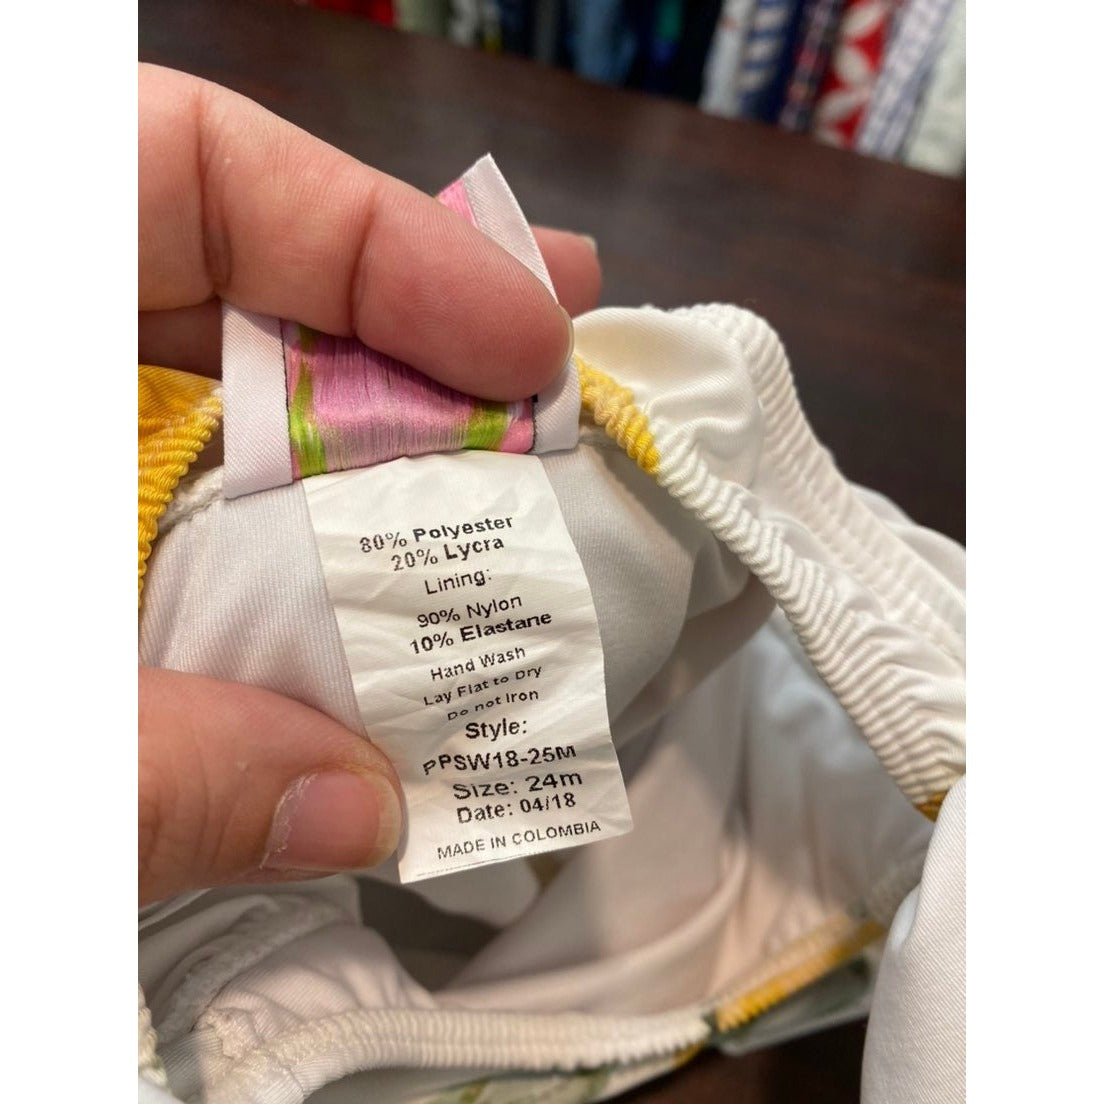 80% Polyester
20% Lycra
Lining:
90% Nylon
10% Elastane
Hand Wash
Lay Flat to Dry
Do not Iron
Style:
PPSW18-25M
Size: 24m
Date: 04/18
MADE IN COLOMBIA